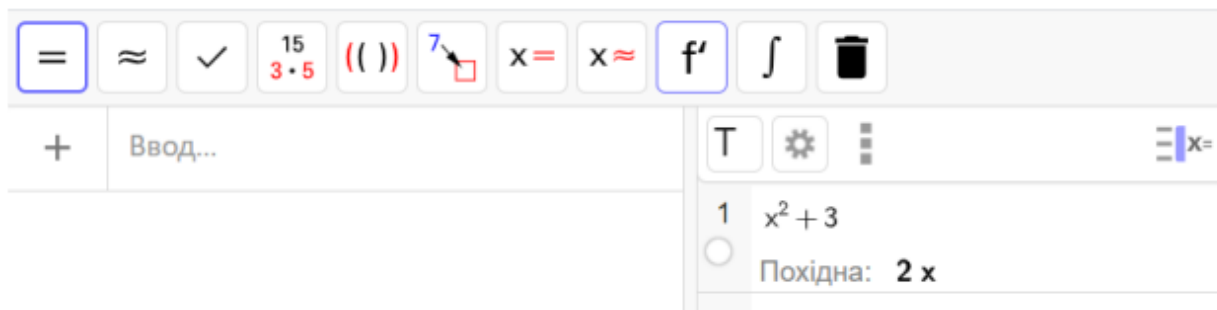 = ≈ ✓ 15 3·5 (( )) 7 x= x≈ f′ ∫
+ Ввод...
T x=
1 x² + 3
Похідна: 2 x